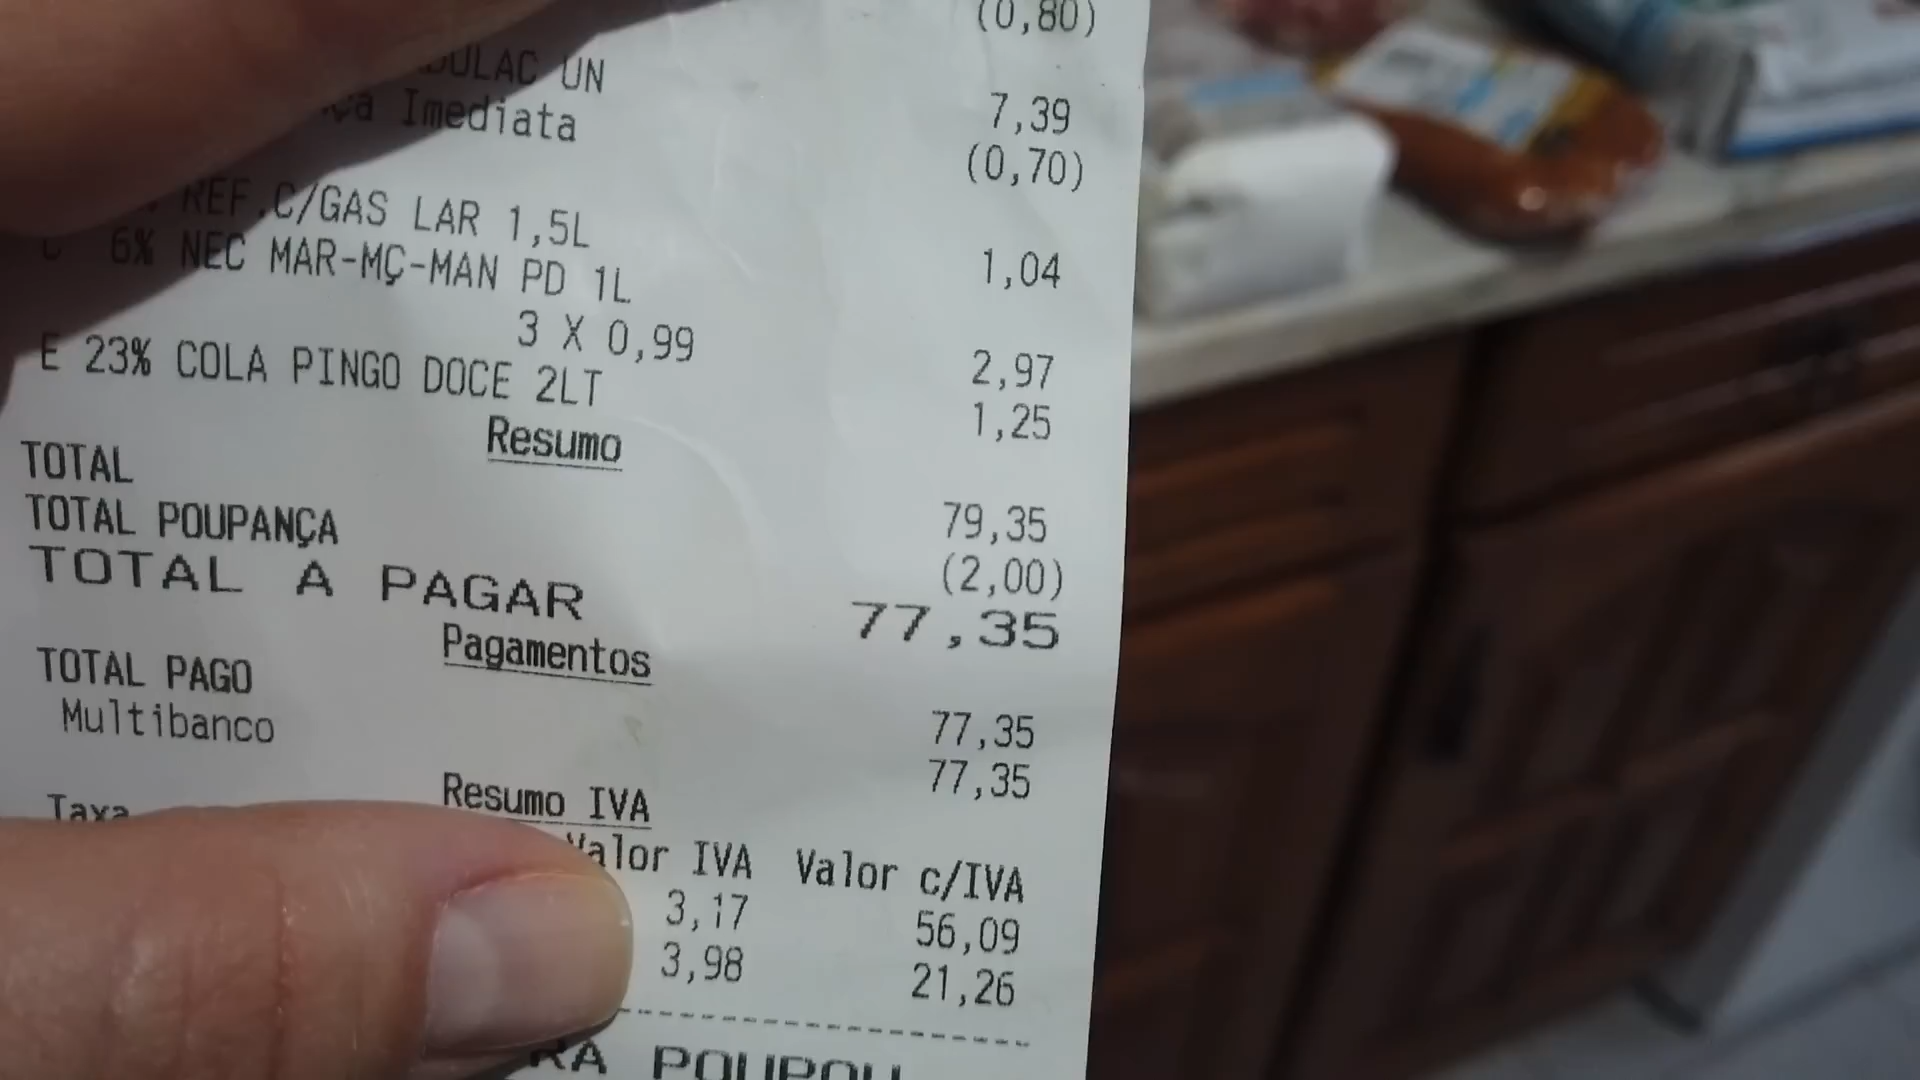 (0,80)
UN
Imediata 7,39
(0,70)
REF.C/GAS LAR 1,5L 1,04
6% NEC MAR-MÇ-MAN PD 1L
3 X 0,99 2,97
E 23% COLA PINGO DOCE 2LT 1,25
Resumo
TOTAL 79,35
TOTAL POUPANÇA (2,00)
TOTAL A PAGAR 77,35
Pagamentos
TOTAL PAGO 77,35
Multibanco 77,35
Resumo IVA
Taxa Valor IVA Valor c/IVA
3,17 56,09
3,98 21,26
POUPOU